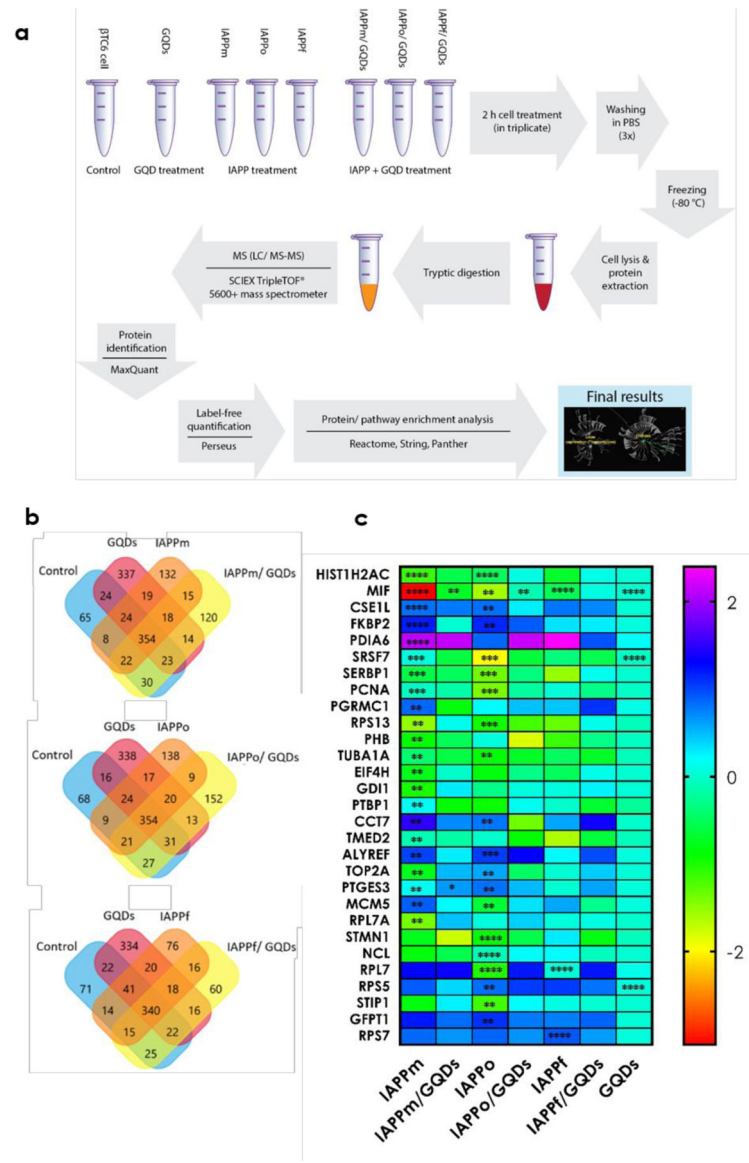 a
βTC6 cell
GQDs
IAPPm
IAPPo
IAPPf
IAPPm/ GQDs
IAPPo/ GQDs
IAPPf/ GQDs
Control
GQD treatment
IAPP treatment
IAPP + GQD treatment
2 h cell treatment
(in triplicate)
Washing
in PBS
(3x)
Freezing
(-80 °C)
Cell lysis &
protein
extraction
Tryptic digestion
MS (LC/ MS-MS)
SCIEX TripleTOF®
5600+ mass spectrometer
Protein
identification
MaxQuant
Label-free
quantification
Perseus
Protein/ pathway enrichment analysis
Reactome, String, Panther
Final results
b
GQDs IAPPm
Control IAPPm/ GQDs
337 132
24 19 15
65 24 18 120
8 354 14
22 23
30
GQDs IAPPo
Control IAPPo/ GQDs
338 138
16 17 9
68 24 20 152
9 354 13
21 31
27
GQDs IAPPf
Control IAPPf/ GQDs
334 76
22 20 16
71 41 18 60
14 340 16
15 22
25
c
HIST1H2AC **** ****
MIF **** ** ** ** **** ****
CSE1L **** **
FKBP2 **** **
PDIA6 ****
SRSF7 *** *** ****
SERBP1 *** ***
PCNA *** ***
PGRMC1 **
RPS13 ** ***
PHB **
TUBA1A ** **
EIF4H **
GDI1 **
PTBP1 **
CCT7 ** **
TMED2 **
ALYREF ** ***
TOP2A ** **
PTGES3 ** * **
MCM5 ** **
RPL7A **
STMN1 ****
NCL ****
RPL7 **** ****
RPS5 ** ****
STIP1 **
GFPT1 **
RPS7 ****
2
0
-2
IAPPm
IAPPm/GQDs
IAPPo
IAPPo/GQDs
IAPPf
IAPPf/GQDs
GQDs